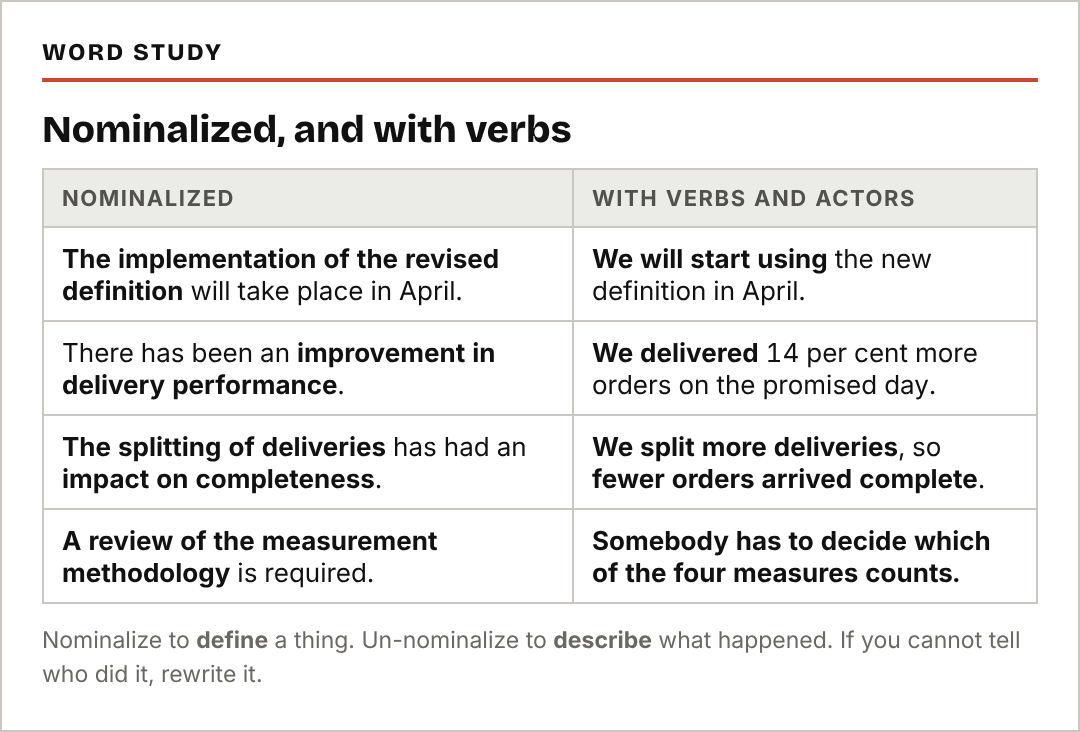 WORD STUDY
Nominalized, and with verbs
NOMINALIZED
WITH VERBS AND ACTORS
The implementation of the revised
definition will take place in April.
We will start using the new
definition in April.
There has been an improvement in
delivery performance.
We delivered 14 per cent more
orders on the promised day.
The splitting of deliveries has had an
impact on completeness.
We split more deliveries, so
fewer orders arrived complete.
A review of the measurement
methodology is required.
Somebody has to decide which
of the four measures counts.
Nominalize to define a thing. Un-nominalize to describe what happened. If you cannot tell
who did it, rewrite it.